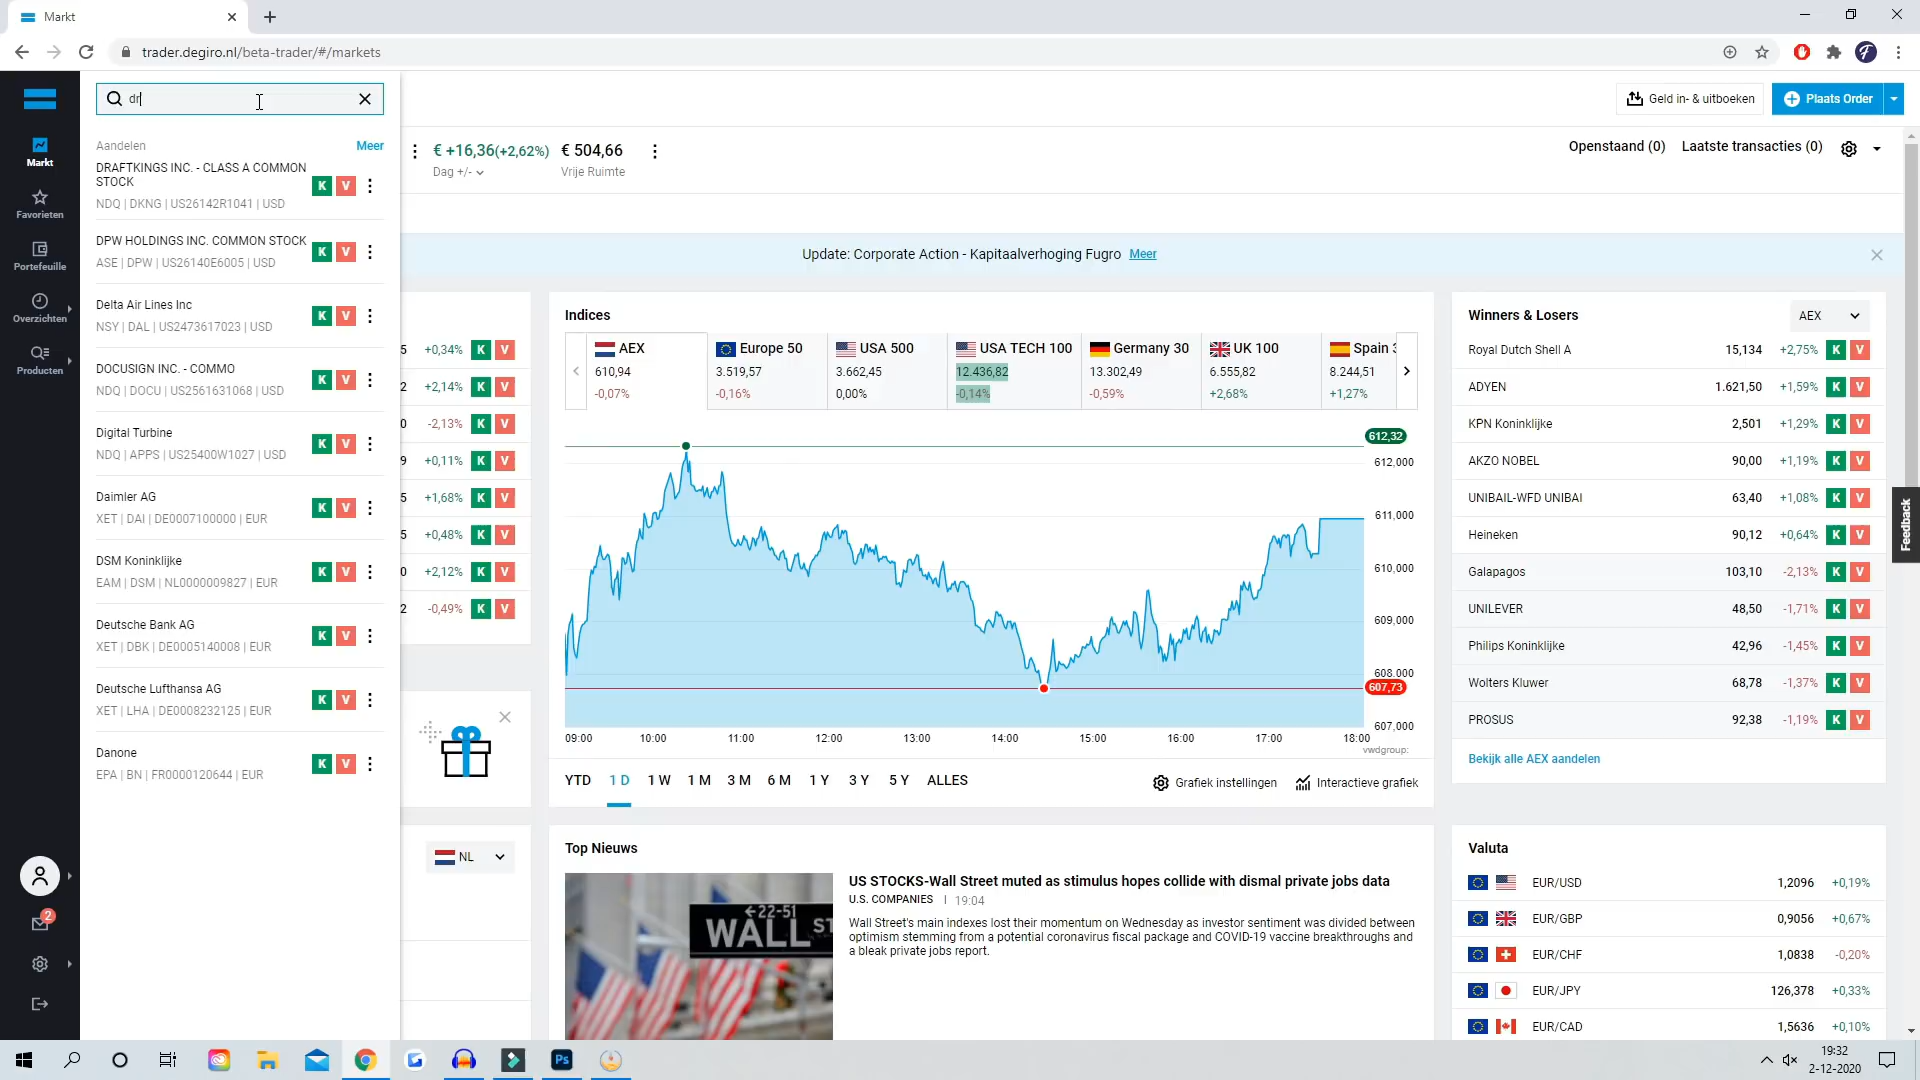 Markt
trader.degiro.nl/beta-trader/#/markets
dr
Geld in- & uitboeken
Plaats Order
Markt
Favorieten
Portefeuille
Overzichten
Producten
2
Aandelen
Meer
DRAFTKINGS INC. - CLASS A COMMON
STOCK
NDQ | DKNG | US26142R1041 | USD
K V
DPW HOLDINGS INC. COMMON STOCK
ASE | DPW | US26140E6005 | USD
K V
Delta Air Lines Inc
NSY | DAL | US2473617023 | USD
K V
DOCUSIGN INC. - COMMO
NDQ | DOCU | US2561631068 | USD
K V
Digital Turbine
NDQ | APPS | US25400W1027 | USD
K V
Daimler AG
XET | DAI | DE0007100000 | EUR
K V
DSM Koninklijke
EAM | DSM | NL0000009827 | EUR
K V
Deutsche Bank AG
XET | DBK | DE0005140008 | EUR
K V
Deutsche Lufthansa AG
XET | LHA | DE0008232125 | EUR
K V
Danone
EPA | BN | FR0000120644 | EUR
K V
€ +16,36(+2,62%)
Dag +/-
€ 504,66
Vrije Ruimte
Openstaand (0)
Laatste transacties (0)
Update: Corporate Action - Kapitaalverhoging Fugro Meer
5 +0,34% K V
2 +2,14% K V
0 -2,13% K V
9 +0,11% K V
5 +1,68% K V
5 +0,48% K V
0 +2,12% K V
2 -0,49% K V
NL
Indices
AEX
610,94
-0,07%
Europe 50
3.519,57
-0,16%
USA 500
3.662,45
0,00%
USA TECH 100
12.436,82
-0,14%
Germany 30
13.302,49
-0,59%
UK 100
6.555,82
+2,68%
Spain 3
8.244,51
+1,27%
612,32
612,000
611,000
610,000
609,000
608.000
607,73
607,000
09:00 10:00 11:00 12:00 13:00 14:00 15:00 16:00 17:00 18:00
vwdgroup:
YTD 1 D 1 W 1 M 3 M 6 M 1 Y 3 Y 5 Y ALLES
Grafiek instellingen
Interactieve grafiek
Winners & Losers
AEX
Royal Dutch Shell A 15,134 +2,75% K V
ADYEN 1.621,50 +1,59% K V
KPN Koninklijke 2,501 +1,29% K V
AKZO NOBEL 90,00 +1,19% K V
UNIBAIL-WFD UNIBAI 63,40 +1,08% K V
Heineken 90,12 +0,64% K V
Galapagos 103,10 -2,13% K V
UNILEVER 48,50 -1,71% K V
Philips Koninklijke 42,96 -1,45% K V
Wolters Kluwer 68,78 -1,37% K V
PROSUS 92,38 -1,19% K V
Bekijk alle AEX aandelen
Feedback
Top Nieuws
22-51
WALL ST
US STOCKS-Wall Street muted as stimulus hopes collide with dismal private jobs data
U.S. COMPANIES | 19:04
Wall Street's main indexes lost their momentum on Wednesday as investor sentiment was divided between
optimism stemming from a potential coronavirus fiscal package and COVID-19 vaccine breakthroughs and
a bleak private jobs report.
Valuta
EUR/USD 1,2096 +0,19%
EUR/GBP 0,9056 +0,67%
EUR/CHF 1,0838 -0,20%
EUR/JPY 126,378 +0,33%
EUR/CAD 1,5636 +0,10%
Ps
19:32
2-12-2020